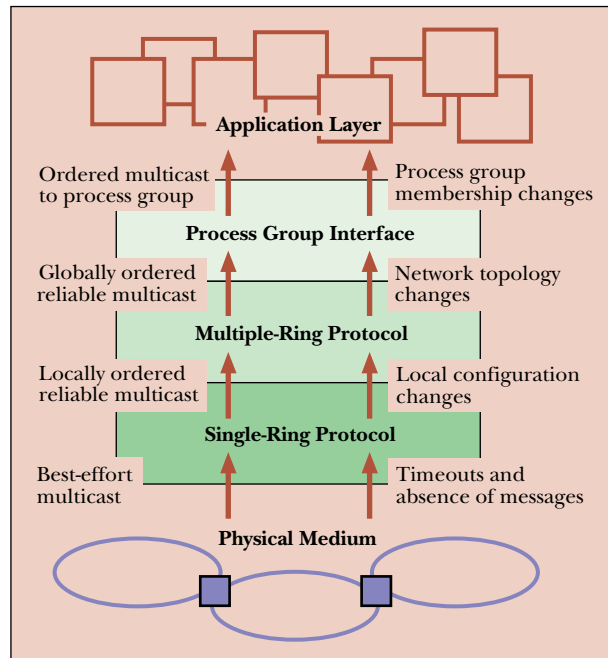 Application Layer
Ordered multicast
to process group
Process group
membership changes
Process Group Interface
Globally ordered
reliable multicast
Network topology
changes
Multiple-Ring Protocol
Locally ordered
reliable multicast
Local configuration
changes
Single-Ring Protocol
Best-effort
multicast
Timeouts and
absence of messages
Physical Medium